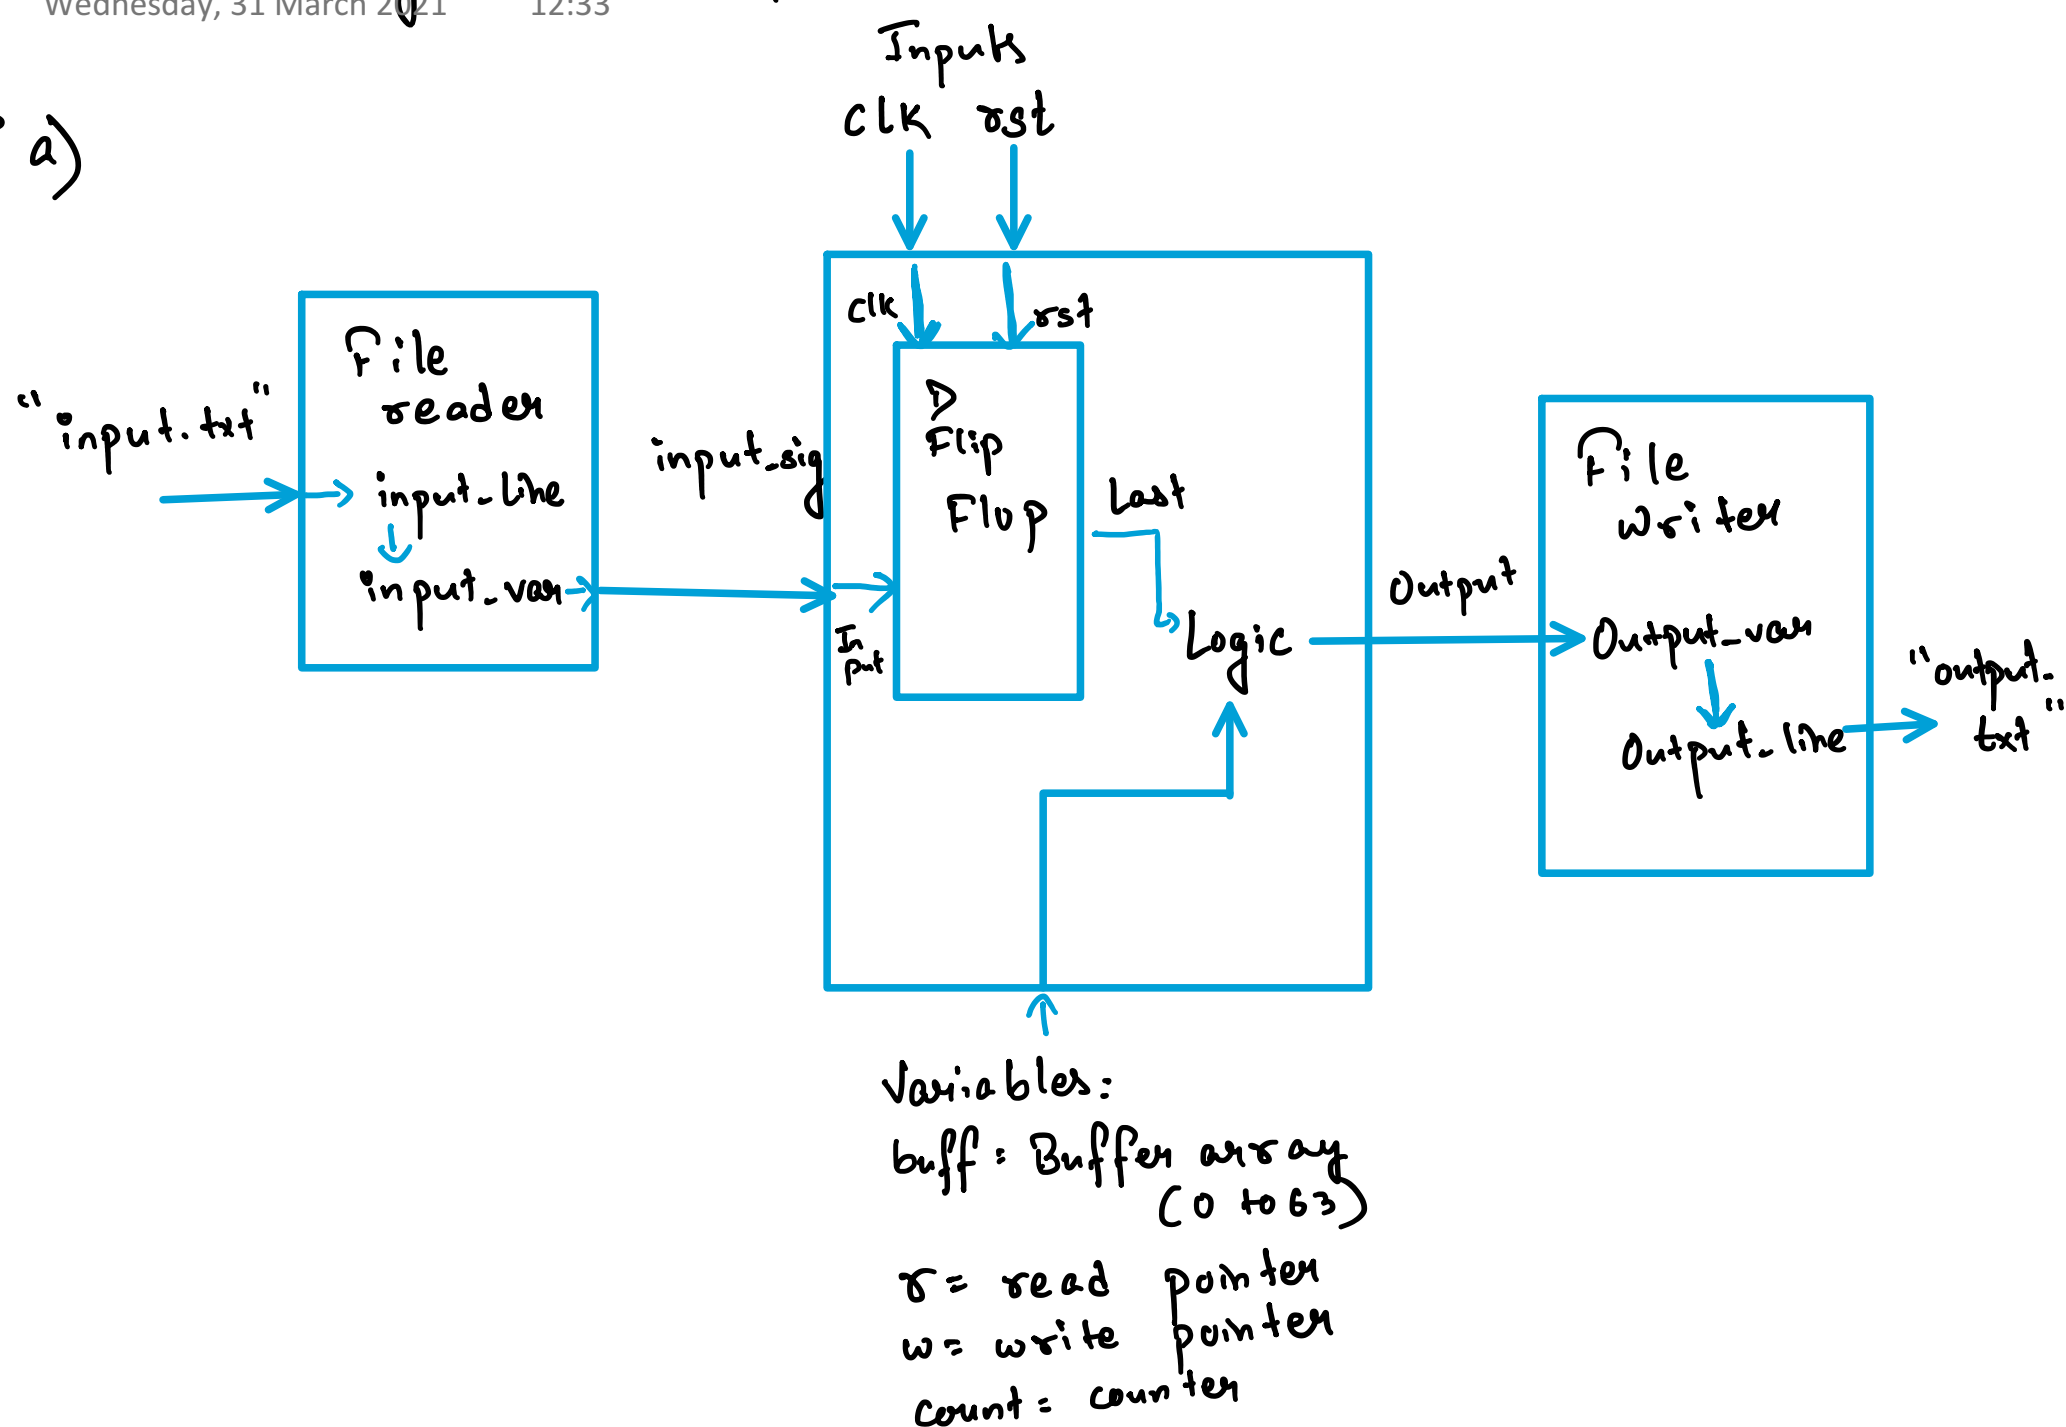 Wednesday, 31 March 2021 12:33
a)
Inputs
clk rst
clk rst
File
reader
"input.txt"
input_line
input_var
input_sig
In
put
D
Flip
Flop
Last
Logic
Output
File
writer
Output_var
Output_line
"output.
txt"
Variables:
buff: Buffer array
(0 to 63)
r= read pointer
w= write pointer
count= counter